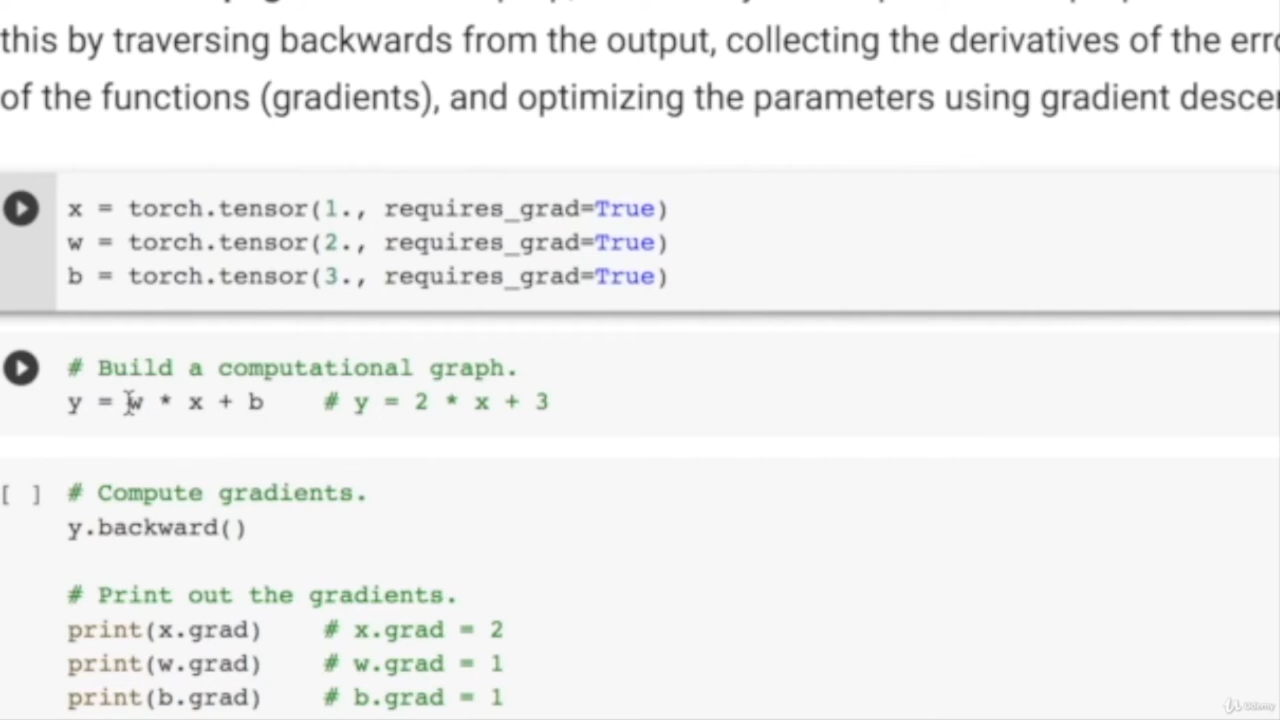 this by traversing backwards from the output, collecting the derivatives of the
of the functions (gradients), and optimizing the parameters using gradient
x = torch.tensor(1., requires_grad=True)
w = torch.tensor(2., requires_grad=True)
b = torch.tensor(3., requires_grad=True)
# Build a computational graph.
y = w * x + b    # y = 2 * x + 3
[ ] # Compute gradients.
y.backward()
# Print out the gradients.
print(x.grad)    # x.grad = 2
print(w.grad)    # w.grad = 1
print(b.grad)    # b.grad = 1
Udemy